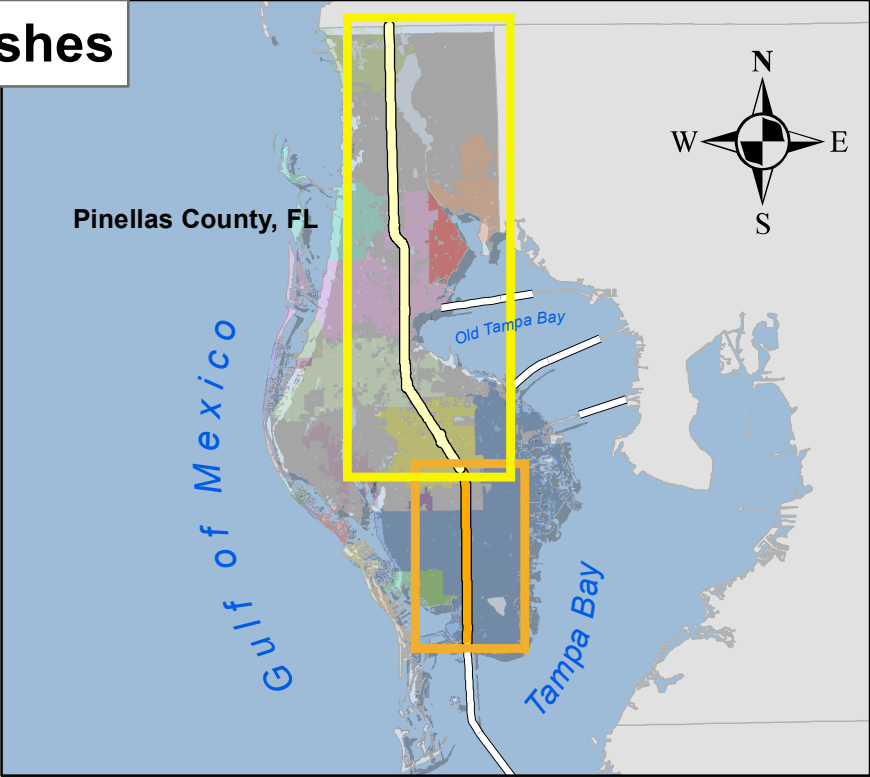 shes
N
W
E
S
Pinellas County, FL
Old Tampa Bay
Gulf of Mexico
Tampa Bay